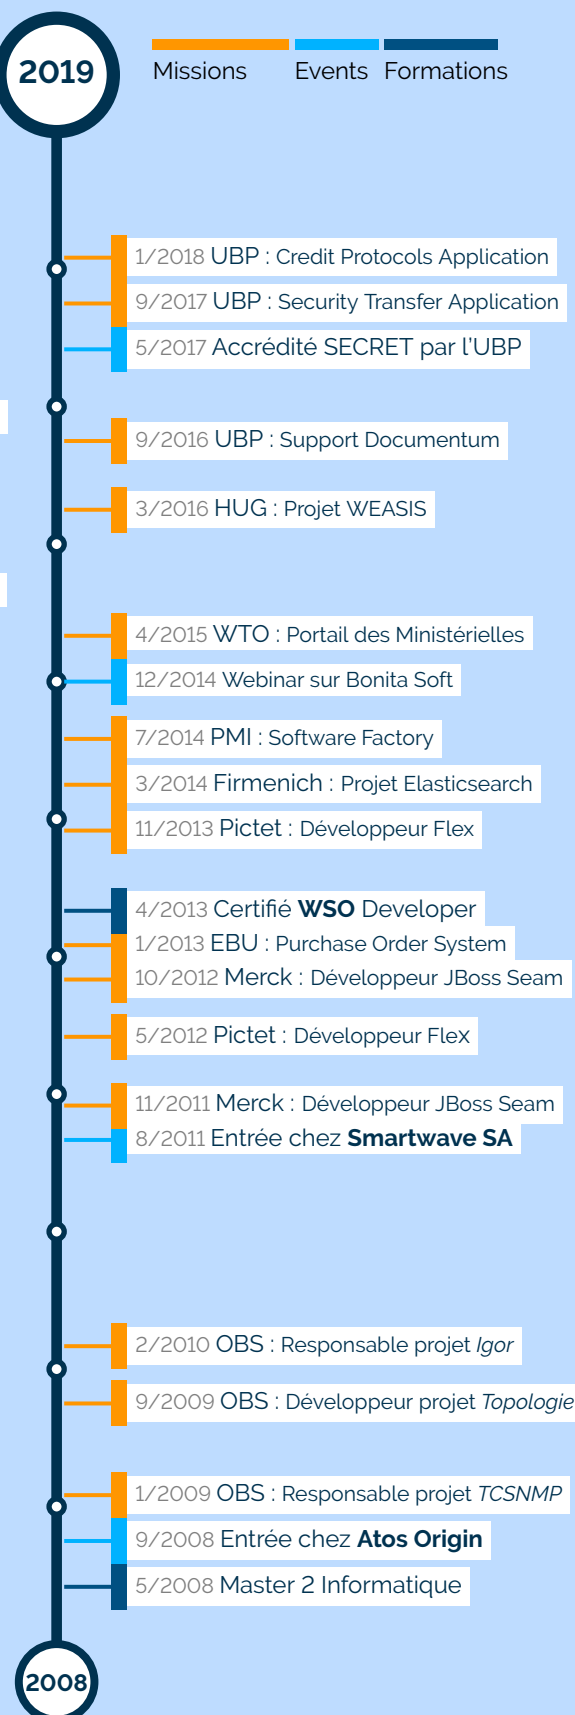 2019
Missions Events Formations
1/2018 UBP : Credit Protocols Application
9/2017 UBP : Security Transfer Application
5/2017 Accrédité SECRET par l'UBP
9/2016 UBP : Support Documentum
3/2016 HUG : Projet WEASIS
4/2015 WTO : Portail des Ministérielles
12/2014 Webinar sur Bonita Soft
7/2014 PMI : Software Factory
3/2014 Firmenich : Projet Elasticsearch
11/2013 Pictet : Développeur Flex
4/2013 Certifié WSO Developer
1/2013 EBU : Purchase Order System
10/2012 Merck : Développeur JBoss Seam
5/2012 Pictet : Développeur Flex
11/2011 Merck : Développeur JBoss Seam
8/2011 Entrée chez Smartwave SA
2/2010 OBS : Responsable projet Igor
9/2009 OBS : Développeur projet Topologie
1/2009 OBS : Responsable projet TCSNMP
9/2008 Entrée chez Atos Origin
5/2008 Master 2 Informatique
2008